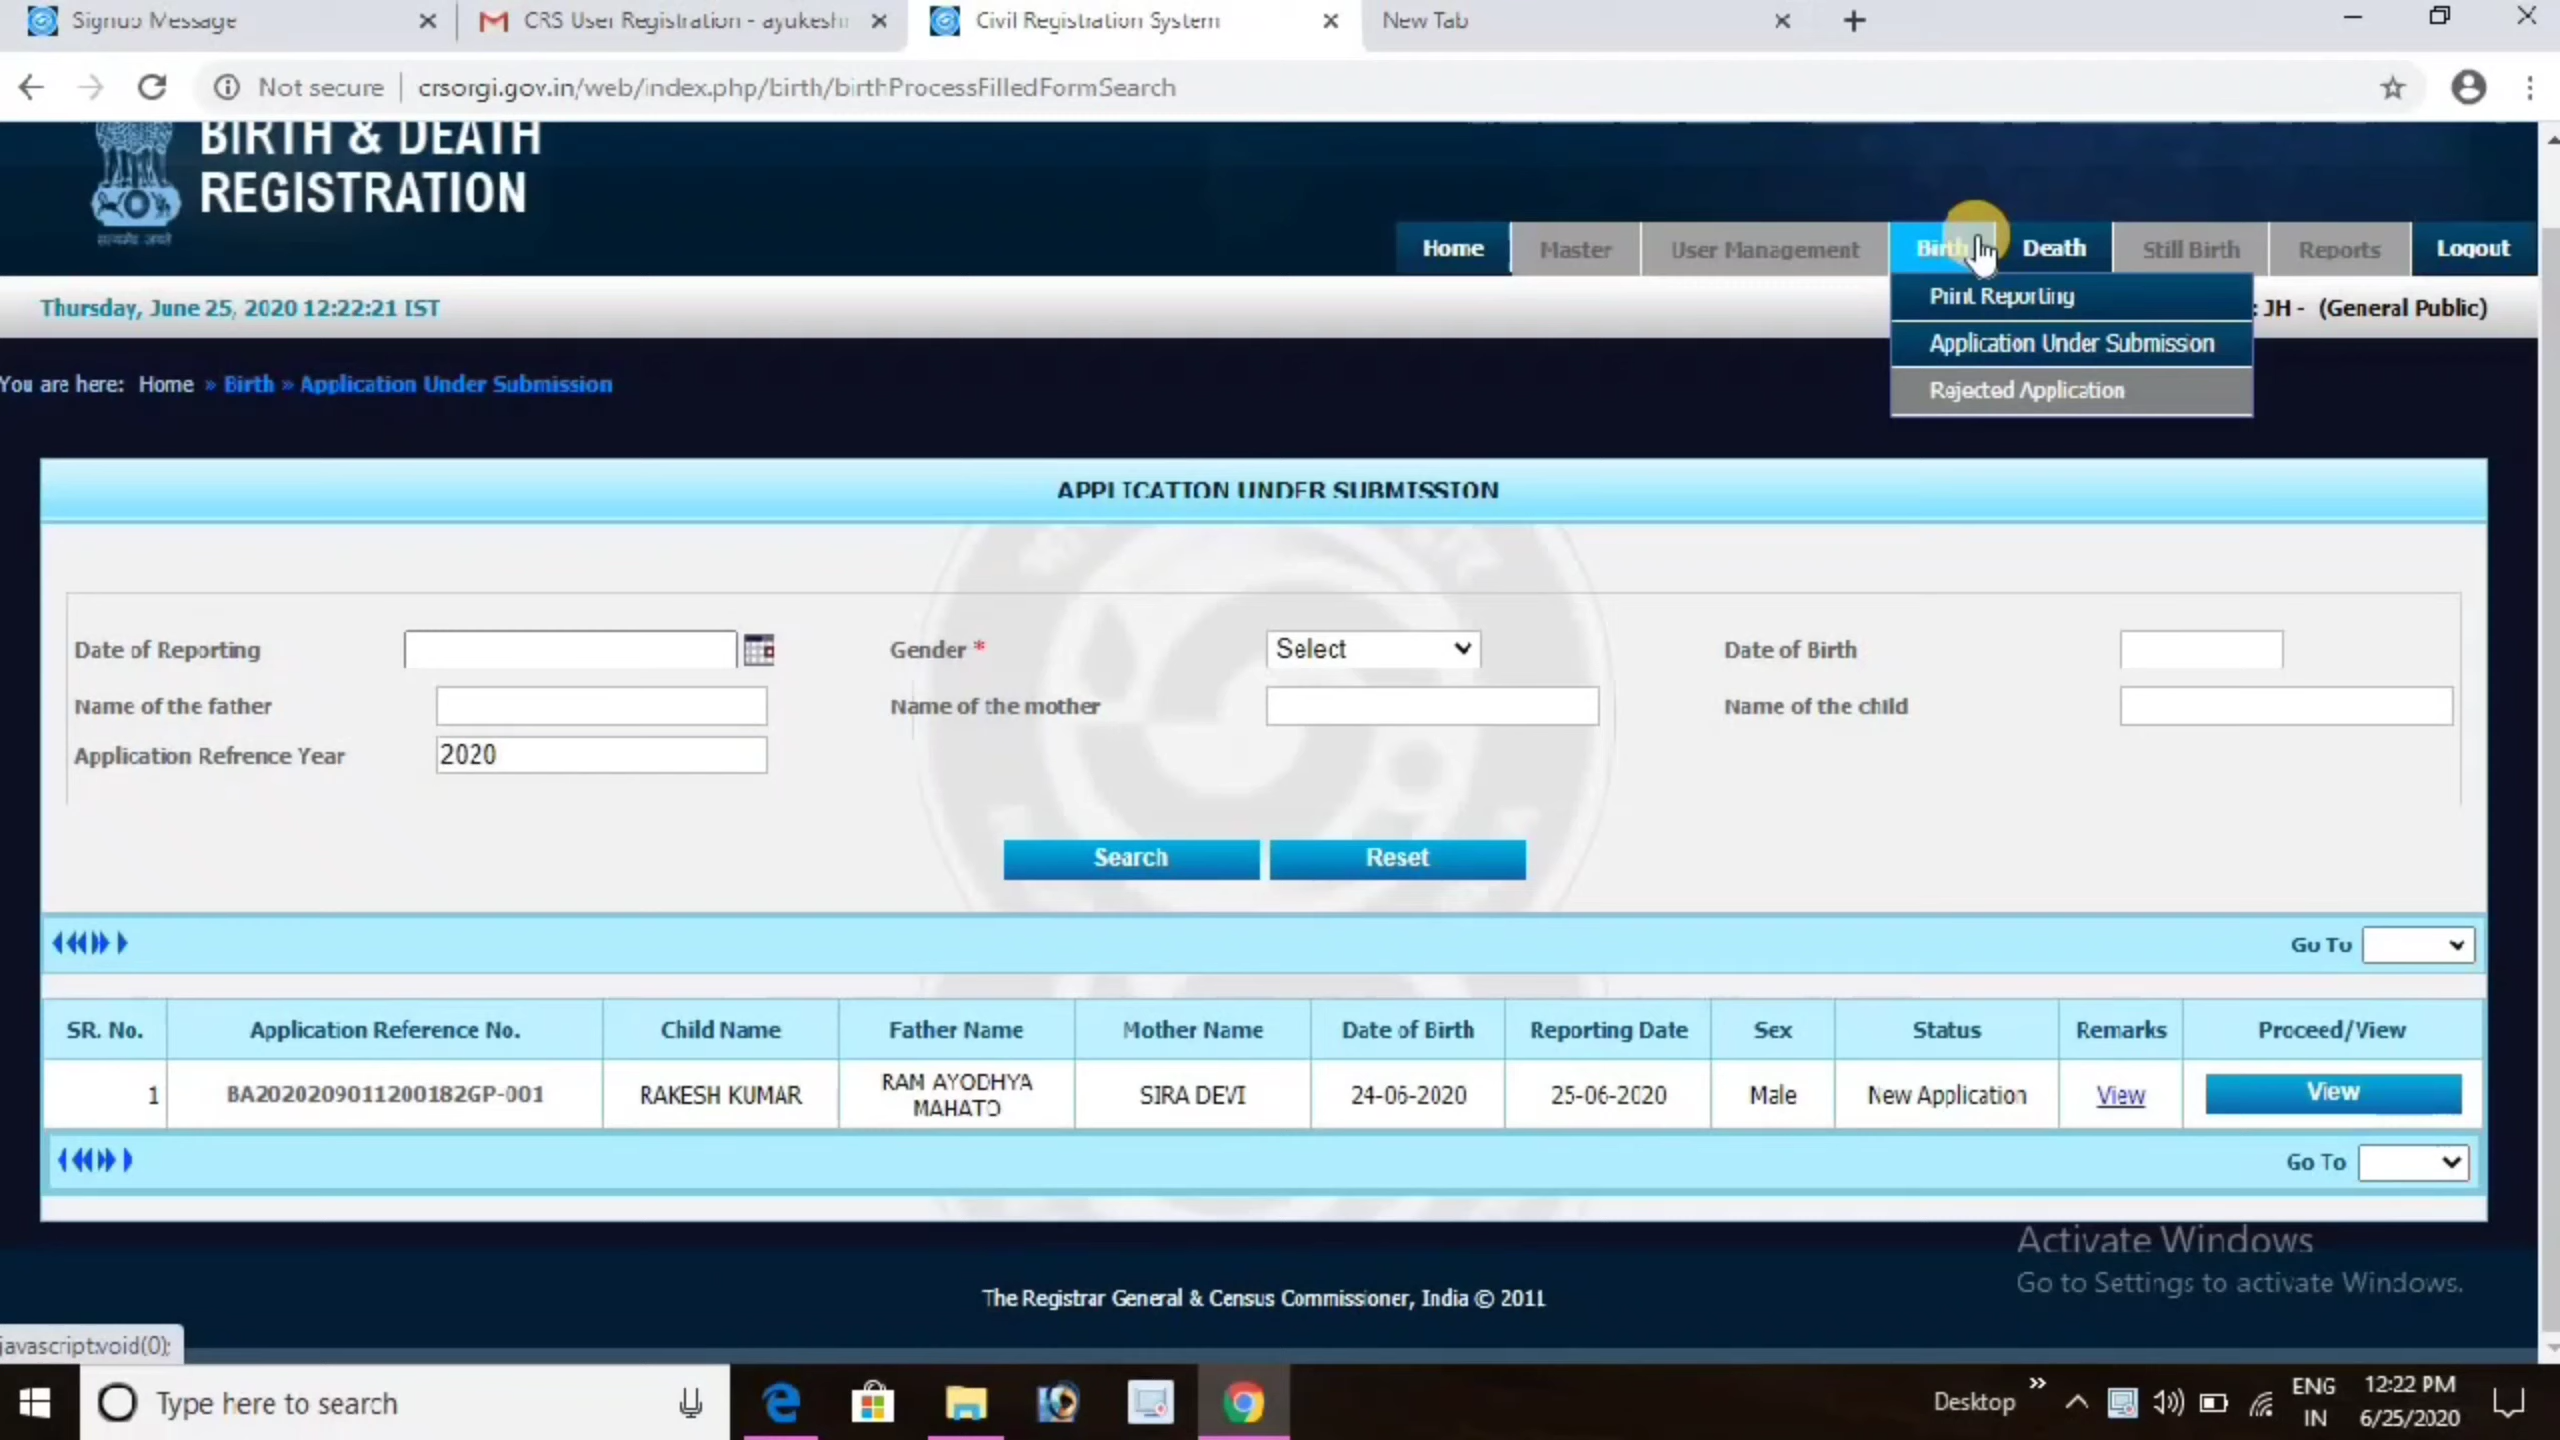 Signup Message
CRS User Registration - ayukesh
Civil Registration System
New Tab
Not secure crsorgi.gov.in/web/index.php/birth/birthProcessFilledFormSearch
BIRTH & DEATH
REGISTRATION
सत्यमेव जयते
Home Master User Management Birth Death Still Birth Reports Logout
Thursday, June 25, 2020 12:22:21 IST
: JH - (General Public)
Print Reporting
Application Under Submission
Rejected Application
You are here: Home » Birth » Application Under Submission
APPLICATION UNDER SUBMISSION
Date of Reporting Gender * Select Date of Birth
Name of the father Name of the mother Name of the child
Application Refrence Year 2020
Search Reset
Go To
SR. No. Application Reference No. Child Name Father Name Mother Name Date of Birth Reporting Date Sex Status Remarks Proceed/View
1 BA2020209011200182GP-001 RAKESH KUMAR RAM AYODHYA MAHATO SIRA DEVI 24-06-2020 25-06-2020 Male New Application View View
Go To
Activate Windows
Go to Settings to activate Windows.
The Registrar General & Census Commissioner, India © 2011
javascript:void(0);
Type here to search
Desktop
ENG
IN
12:22 PM
6/25/2020